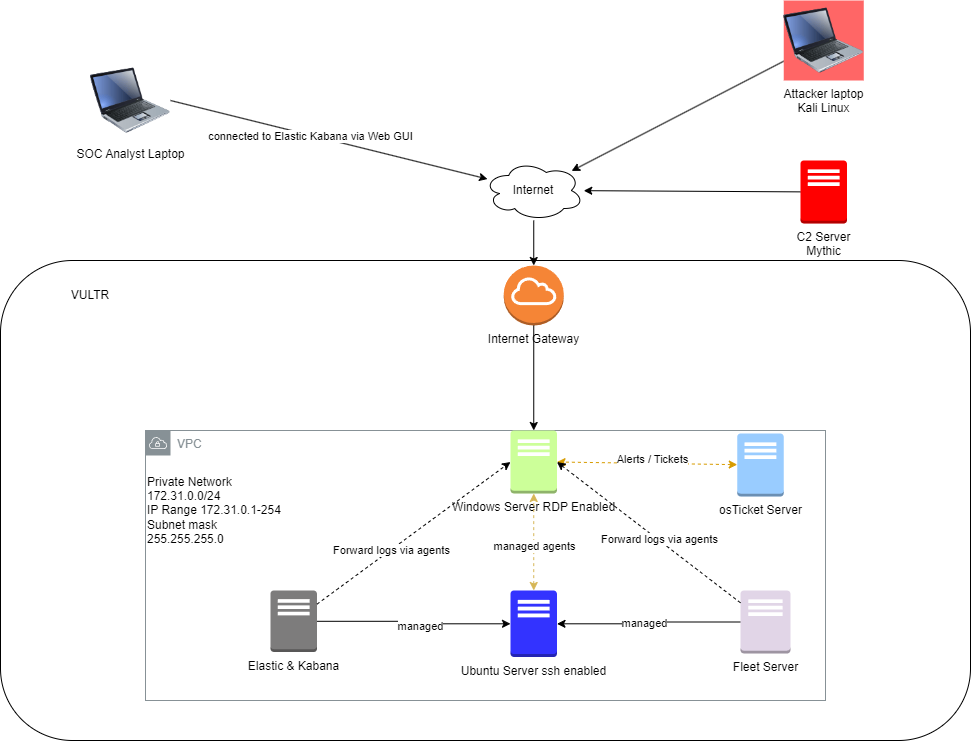 Attacker laptop
Kali Linux
connected to Elastic Kabana via Web GUI
SOC Analyst Laptop
Internet
C2 Server
Mythic
VULTR
Internet Gateway
VPC
Private Network
172.31.0.0/24
IP Range 172.31.0.1-254
Subnet mask
255.255.255.0
Alerts / Tickets
Windows Server RDP Enabled
osTicket Server
Forward logs via agents
managed agents
Forward logs via agents
managed
managed
Elastic & Kabana
Ubuntu Server ssh enabled
Fleet Server